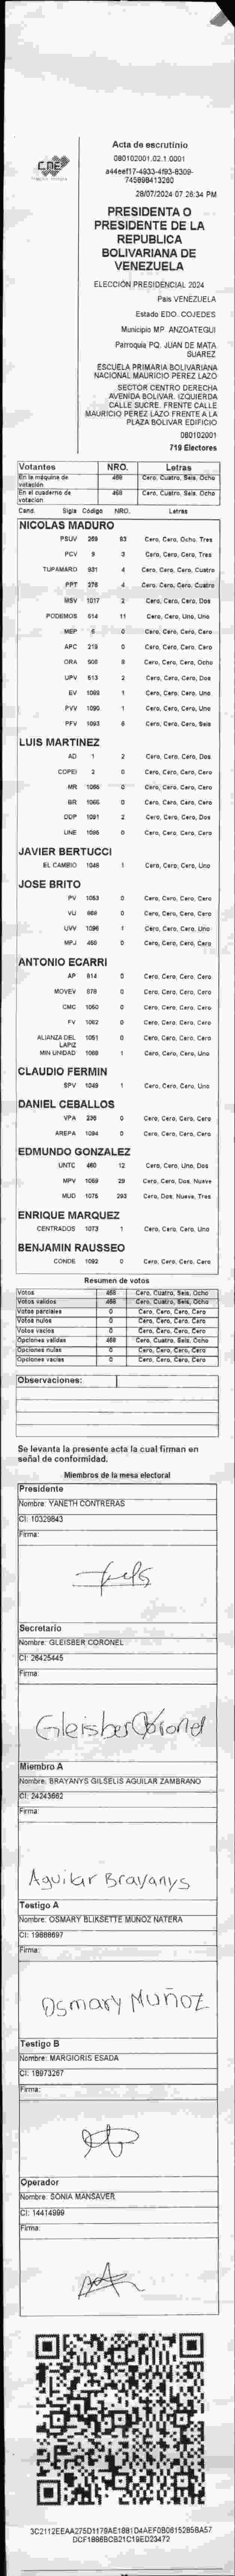 CNE
Acta de escrutinio
080102001.02.1.0001
a44eef17-4933-4f93-8309-
745898413260
28/07/2024 07 26:34 PM
PRESIDENTA O
PRESIDENTE DE LA
REPUBLICA
BOLIVARIANA DE
VENEZUELA
ELECCIÓN PRESIDENCIAL 2024
Pais VENEZUELA
Estado EDO. COJEDES
Municipio MP. ANZOATEGUI
Parroquia PQ. JUAN DE MATA
SUAREZ
ESCUELA PRIMARIA BOLIVARIANA
NACIONAL MAURICIO PEREZ LAZO
SECTOR CENTRO DERECHA
AVENIDA BOLIVAR. IZQUIERDA
CALLE SUCRE. FRENTE CALLE
MAURICIO PEREZ LAZO FRENTE A LA
PLAZA BOLIVAR EDIFICIO
080102001
719 Electores
Votantes NRO. Letras
En la máquina de votación 468 Cero, Cuatro, Seis, Ocho
En el cuaderno de votación 468 Cero, Cuatro, Seis, Ocho
Cand. Sigla Código NRO. Letras
NICOLAS MADURO
PSUV 269 83 Cero, Cero, Ocho, Tres
PCV 9 3 Cero, Cero, Cero, Tres
TUPAMARO 931 4 Cero, Cero, Cero, Cuatro
PPT 276 4 Cero, Cero, Cero, Cuatro
MSV 1017 2 Cero, Cero, Cero, Dos
PODEMOS 614 11 Cero, Cero, Uno, Uno
MEP 6 0 Cero, Cero, Cero, Cero
APC 219 0 Cero, Cero, Cero, Cero
ORA 908 8 Cero, Cero, Cero, Ocho
UPV 513 2 Cero, Cero, Cero, Dos
EV 1089 1 Cero, Cero, Cero, Uno
PVV 1090 1 Cero, Cero, Cero, Uno
PFV 1093 6 Cero, Cero, Cero, Seis
LUIS MARTINEZ
AD 1 2 Cero, Cero, Cero, Dos
COPEI 2 0 Cero, Cero, Cero, Cero
MR 1065 0 Cero, Cero, Cero, Cero
BR 1066 0 Cero, Cero, Cero, Cero
DDP 1091 2 Cero, Cero, Cero, Dos
UNE 1095 0 Cero, Cero, Cero, Cero
JAVIER BERTUCCI
EL CAMBIO 1048 1 Cero, Cero, Cero, Uno
JOSE BRITO
PV 1053 0 Cero, Cero, Cero, Cero
VU 969 0 Cero, Cero, Cero, Cero
UVV 1096 1 Cero, Cero, Cero, Uno
MPJ 468 0 Cero, Cero, Cero, Cero
ANTONIO ECARRI
AP 814 0 Cero, Cero, Cero, Cero
MOVEV 978 0 Cero, Cero, Cero, Cero
CMC 1050 0 Cero, Cero, Cero, Cero
FV 1002 0 Cero, Cero, Cero, Cero
ALIANZA DEL LAPIZ 1051 0 Cero, Cero, Cero, Cero
MIN UNIDAD 1088 1 Cero, Cero, Cero, Uno
CLAUDIO FERMIN
SPV 1049 1 Cero, Cero, Cero, Uno
DANIEL CEBALLOS
VPA 236 0 Cero, Cero, Cero, Cero
AREPA 1094 0 Cero, Cero, Cero, Cero
EDMUNDO GONZALEZ
UNTC 460 12 Cero, Cero, Uno, Dos
MPV 1069 29 Cero, Cero, Dos, Nueve
MUD 1075 293 Cero, Dos, Nueve, Tres
ENRIQUE MARQUEZ
CENTRADOS 1073 1 Cero, Cero, Cero, Uno
BENJAMIN RAUSSEO
CONDE 1092 0 Cero, Cero, Cero, Cero
Resumen de votos
Votos 468 Cero, Cuatro, Seis, Ocho
Votos validos 468 Cero, Cuatro, Seis, Ocho
Votos parciales 0 Cero, Cero, Cero, Cero
Votos nulos 0 Cero, Cero, Cero, Cero
Votos vacios 0 Cero, Cero, Cero, Cero
Opciones validas 468 Cero, Cuatro, Seis, Ocho
Opciones nulas 0 Cero, Cero, Cero, Cero
Opciones vacias 0 Cero, Cero, Cero, Cero
Observaciones:
Se levanta la presente acta la cual firman en
señal de conformidad.
Miembros de la mesa electoral
Presidente
Nombre: YANETH CONTRERAS
CI: 10329843
Firma:
Secretario
Nombre: GLEISBER CORONEL
CI: 26425445
Firma:
Gleisber Coronel
Miembro A
Nombre: BRAYANYS GILSELIS AGUILAR ZAMBRANO
CI: 24243662
Firma:
Aguilar Brayanys
Testigo A
Nombre: OSMARY BLIKSETTE MUNOZ NATERA
CI: 19888697
Firma:
Osmary Muñoz
Testigo B
Nombre: MARGIORIS ESADA
CI: 18973267
Firma:
Operador
Nombre: SONIA MANSAVER
CI: 14414999
Firma:
3C2112EEAA275D1179AE1881D4AEF0B0615285BA57
DCF1886BCB21C19ED23472